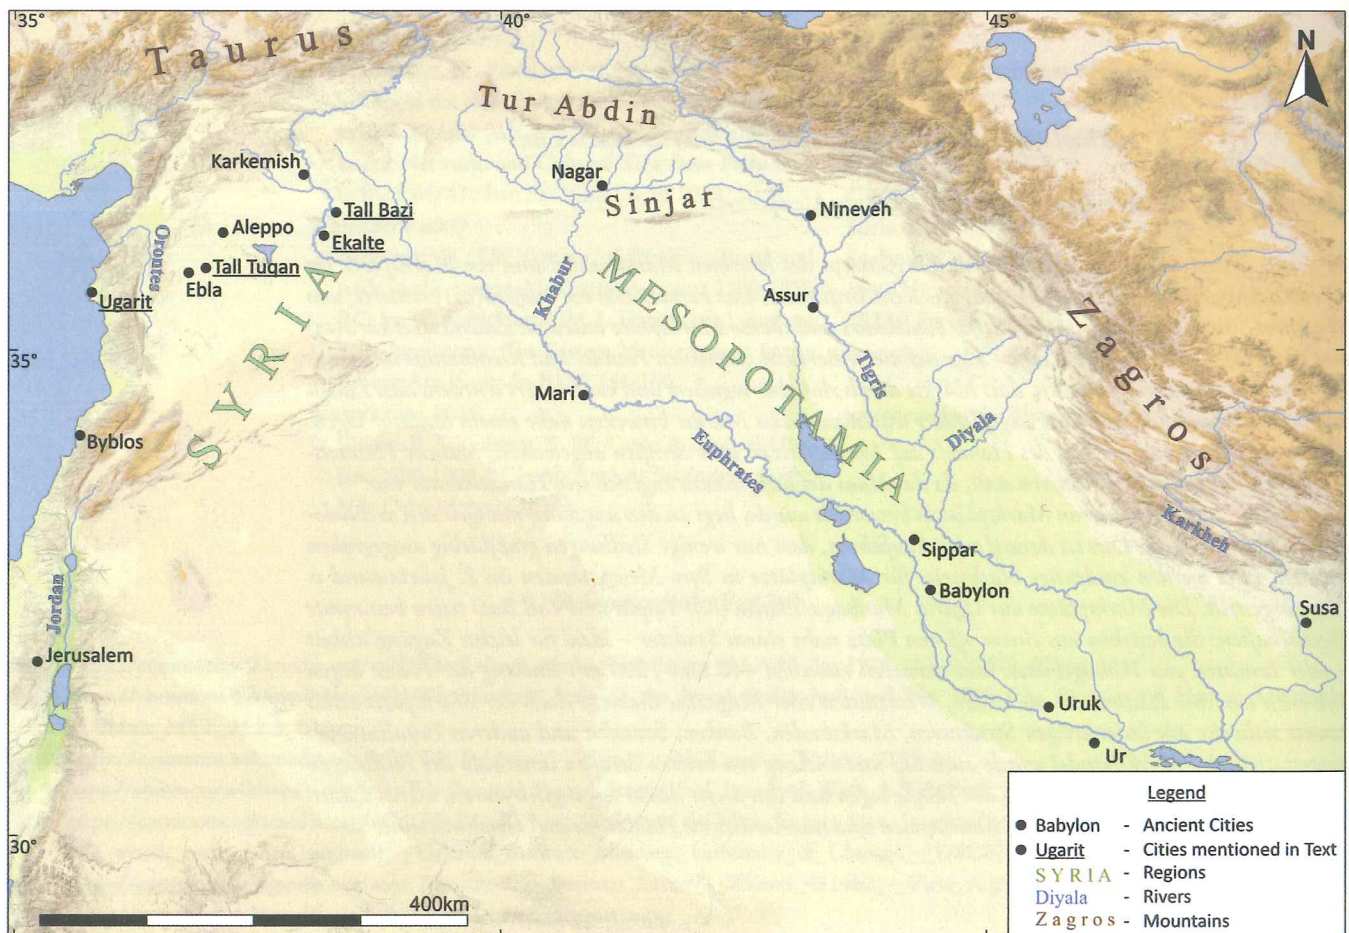 35°
40°
45°
N
Taurus
Tur Abdin
Karkemish
Nagar
Sinjar
Tall Bazi
Nineveh
Aleppo
Ekalte
Orontes
Tall Tuqan
Ebla
Ugarit
SYRIA
Khabur
MESOPOTAMIA
Assur
Zagros
35°
Tigris
Mari
Byblos
Diyala
Euphrates
Karkheh
Sippar
Babylon
Jordan
Susa
Jerusalem
Uruk
Ur
30°
400km
Legend
Babylon - Ancient Cities
Ugarit - Cities mentioned in Text
SYRIA - Regions
Diyala - Rivers
Zagros - Mountains